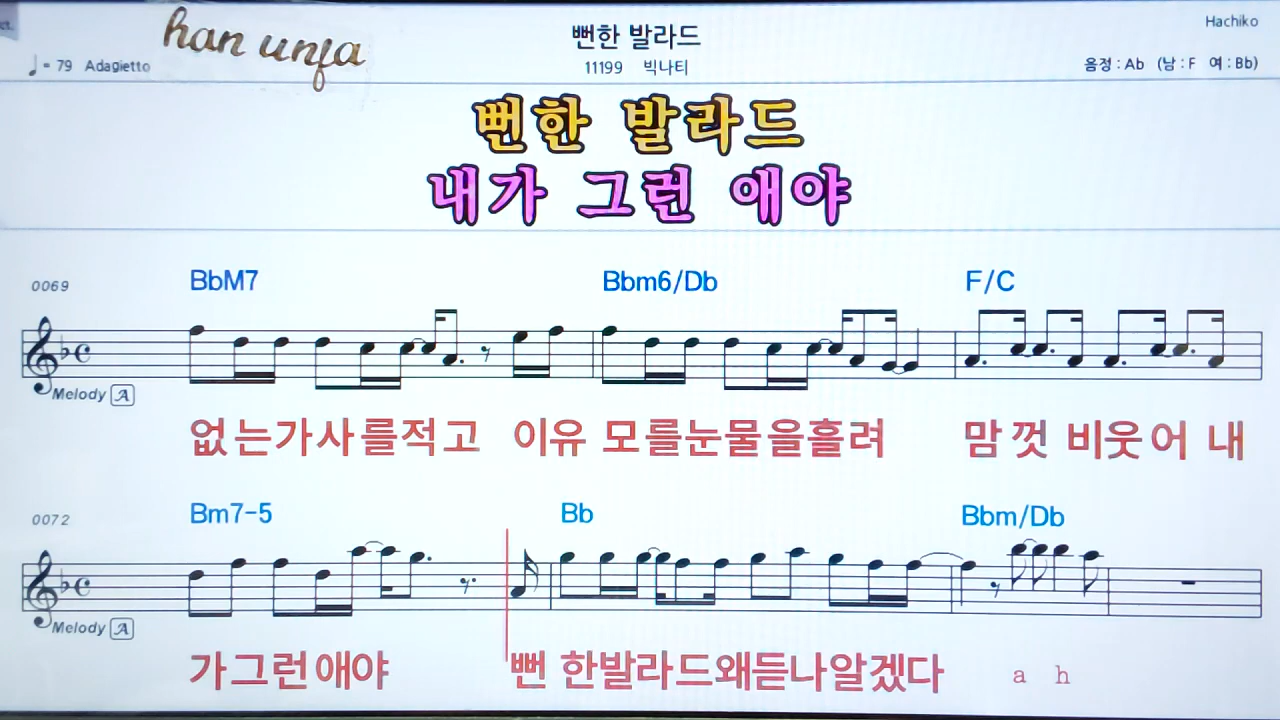 ct.
han unfa
뻔한 발라드
Hachiko
♩= 79 Adagietto
11199 빅나티
음정 : Ab (남 : F 여 : Bb)
뻔한 발라드
내가 그런 애야
0069 BbM7 Bbm6/Db F/C
Melody A
없는가사를적고 이유 모를눈물을흘려 맘껏 비웃어 내
0072 Bm7-5 Bb Bbm/Db
Melody A
가그런애야 뻔 한발라드왜듣나알겠다 a h